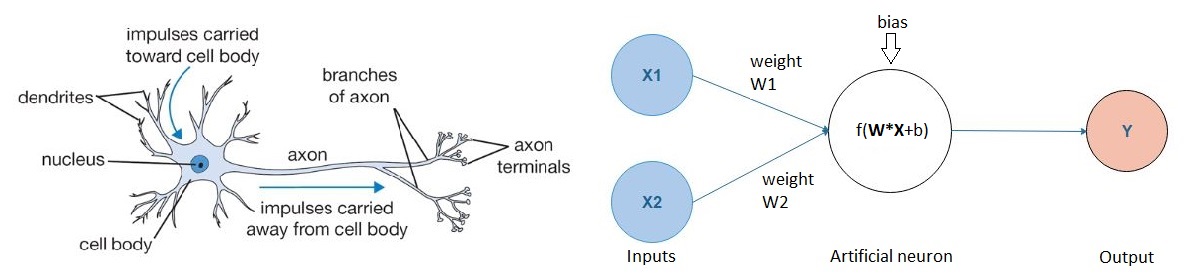 impulses carried
toward cell body
dendrites
nucleus
cell body
axon
impulses carried
away from cell body
branches
of axon
axon
terminals
bias
X1
weight
W1
f(W*X+b)
Y
X2
weight
W2
Inputs
Artificial neuron
Output